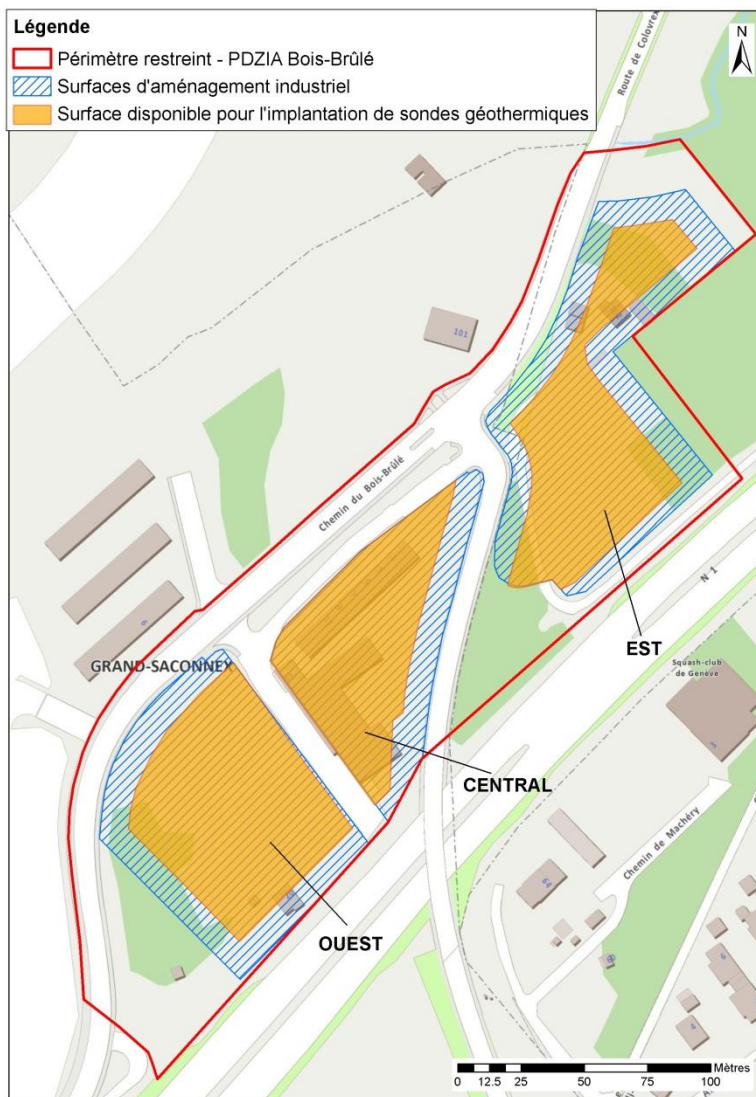 Légende
Périmètre restreint - PDZIA Bois-Brûlé
Surfaces d'aménagement industriel
Surface disponible pour l'implantation de sondes géothermiques
N
Route de Colovrex
101
Chemin du Bois-Brûlé
GRAND-SACONNEX
N 1
EST
Squash-club
de Genève
CENTRAL
Chemin de Machéry
OUEST
6
4
Mètres
0 12.5 25 50 75 100